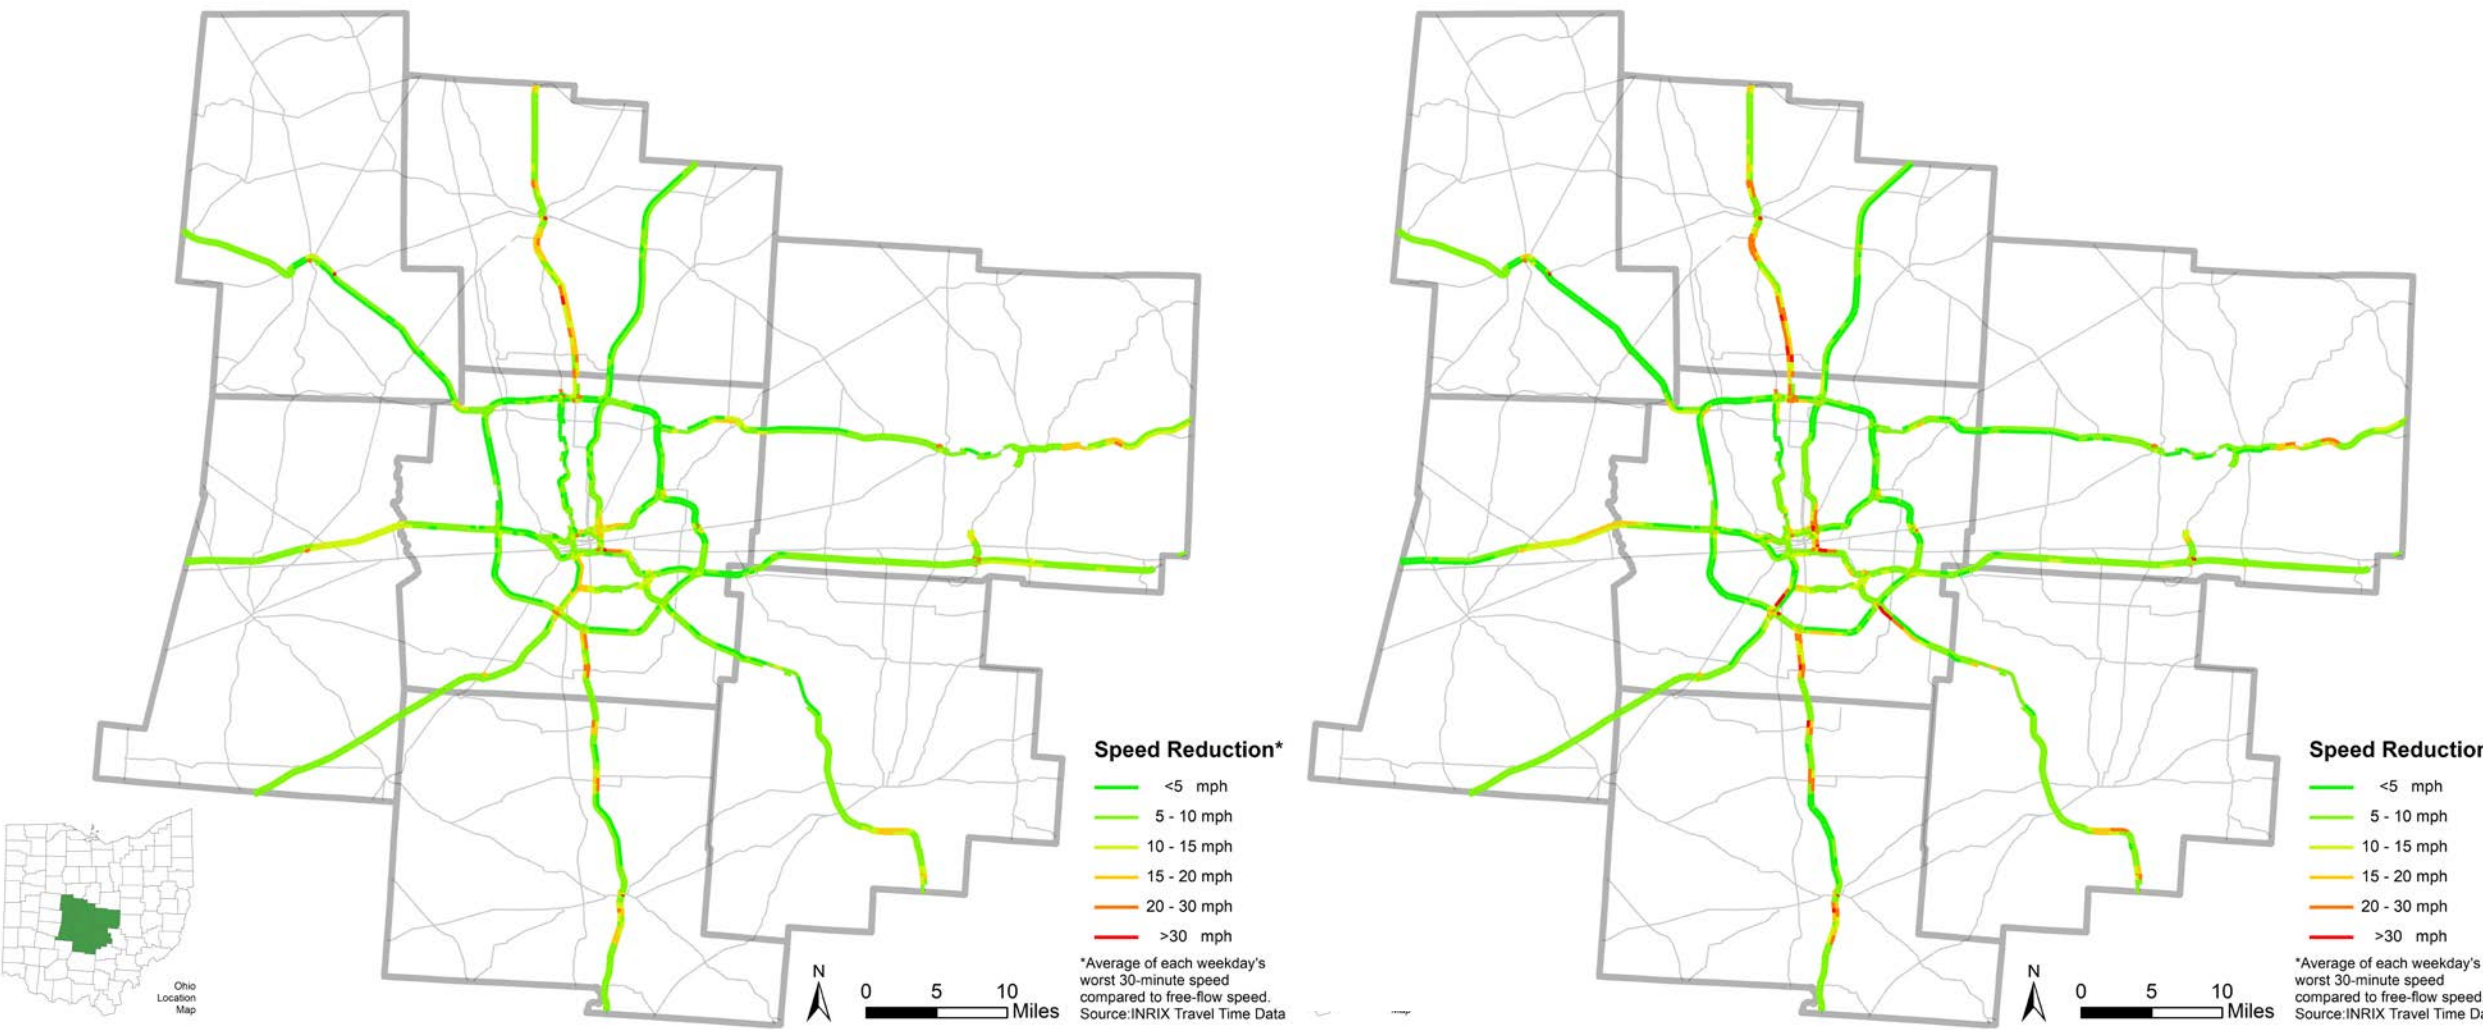 Speed Reduction*
<5 mph
5 - 10 mph
10 - 15 mph
15 - 20 mph
20 - 30 mph
>30 mph
*Average of each weekday's
worst 30-minute speed
compared to free-flow speed.
Source:INRIX Travel Time Data
N
0 5 10
Miles
Ohio
Location
Map
Speed Reduction
<5 mph
5 - 10 mph
10 - 15 mph
15 - 20 mph
20 - 30 mph
>30 mph
*Average of each weekday's
worst 30-minute speed
compared to free-flow speed
Source:INRIX Travel Time Da
N
0 5 10
Miles